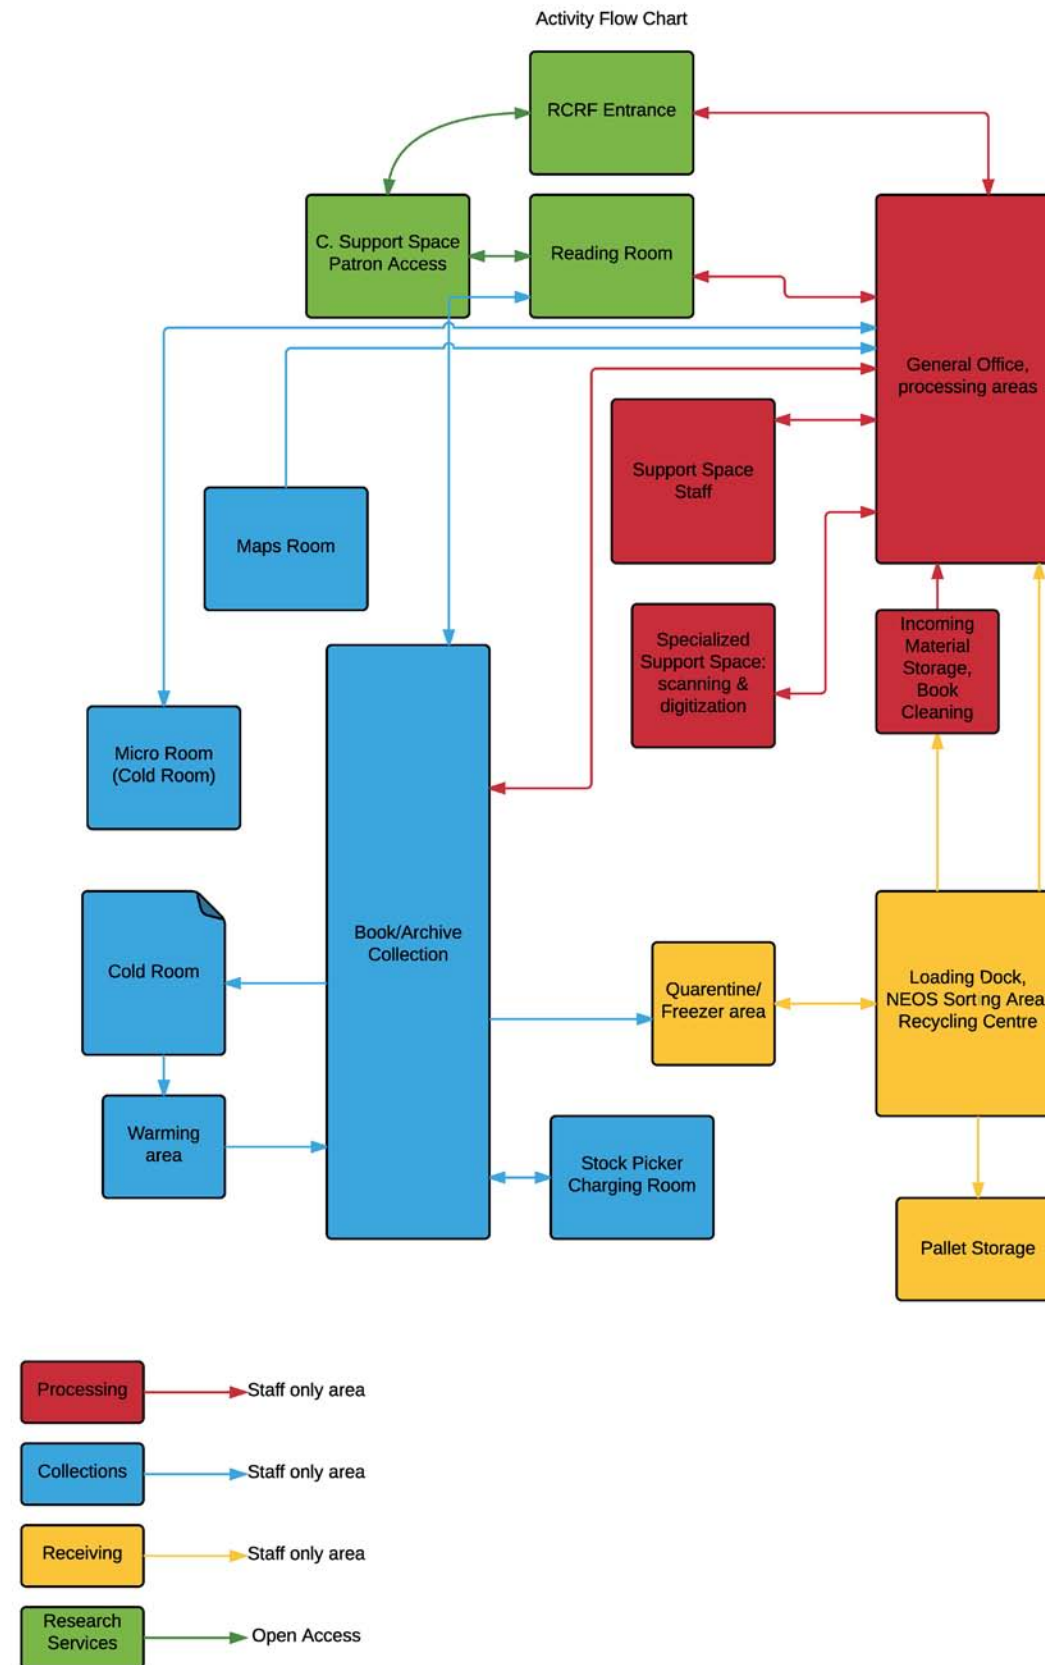 Activity Flow Chart
RCRF Entrance
C. Support Space
Patron Access
Reading Room
General Office,
processing areas
Support Space
Staff
Maps Room
Specialized
Support Space:
scanning &
digitization
Incoming
Material
Storage,
Book
Cleaning
Micro Room
(Cold Room)
Book/Archive
Collection
Cold Room
Quarentine/
Freezer area
Loading Dock,
NEOS Sorting Area
Recycling Centre
Warming
area
Stock Picker
Charging Room
Pallet Storage
Processing
Staff only area
Collections
Staff only area
Receiving
Staff only area
Research
Services
Open Access